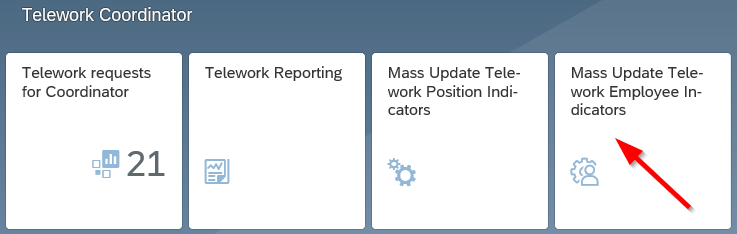 Telework Coordinator
Telework requests
for Coordinator
21
Telework Reporting
Mass Update Tele-
work Position Indi-
cators
Mass Update Tele-
work Employee In-
dicators